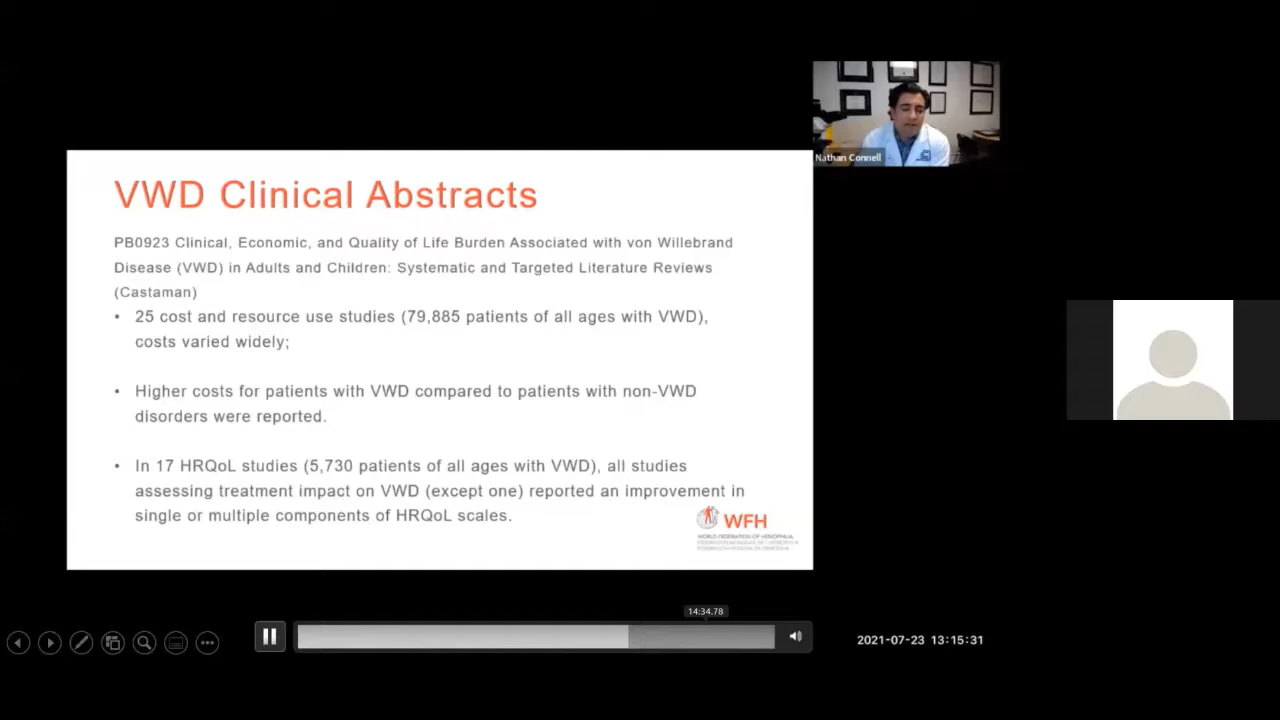 Nathan Connell
VWD Clinical Abstracts
PB0923 Clinical, Economic, and Quality of Life Burden Associated with von Willebrand
Disease (VWD) in Adults and Children: Systematic and Targeted Literature Reviews
(Castaman)
• 25 cost and resource use studies (79,885 patients of all ages with VWD),
costs varied widely;
• Higher costs for patients with VWD compared to patients with non-VWD
disorders were reported.
• In 17 HRQoL studies (5,730 patients of all ages with VWD), all studies
assessing treatment impact on VWD (except one) reported an improvement in
single or multiple components of HRQoL scales.
WFH
WORLD FEDERATION OF HEMOPHILIA
14:34.78
2021-07-23 13:15:31